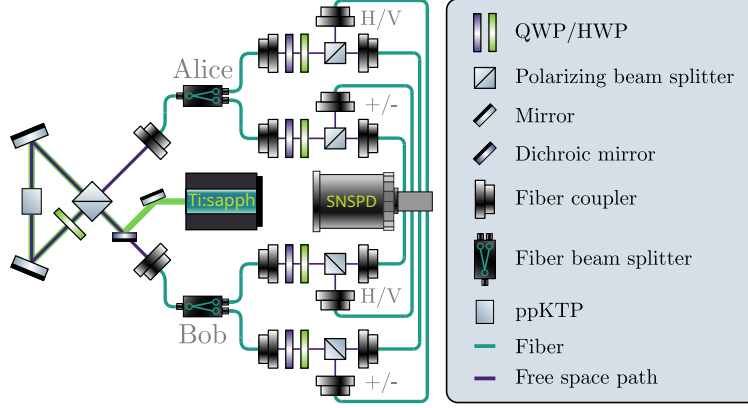 H/V
Alice
+/-
Ti:sapph
SNSPD
H/V
Bob
+/-
QWP/HWP
Polarizing beam splitter
Mirror
Dichroic mirror
Fiber coupler
Fiber beam splitter
ppKTP
Fiber
Free space path